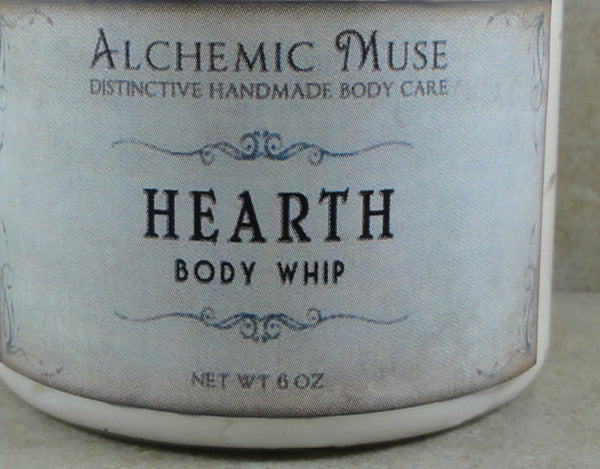 ALCHEMIC MUSE
DISTINCTIVE HANDMADE BODY CARE
HEARTH
BODY WHIP
NET WT 6 OZ